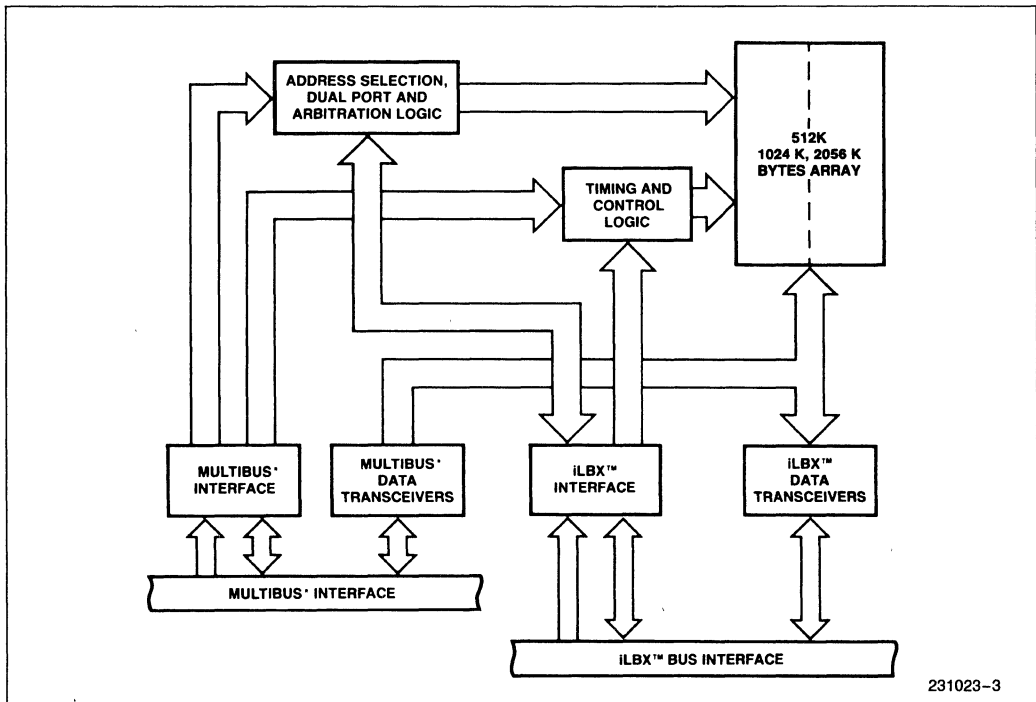 ADDRESS SELECTION,
DUAL PORT AND
ARBITRATION LOGIC
512K
1024 K, 2056 K
BYTES ARRAY
TIMING AND
CONTROL
LOGIC
MULTIBUS*
INTERFACE
MULTIBUS*
DATA
TRANSCEIVERS
iLBX™
INTERFACE
iLBX™
DATA
TRANSCEIVERS
MULTIBUS* INTERFACE
iLBX™ BUS INTERFACE
231023-3